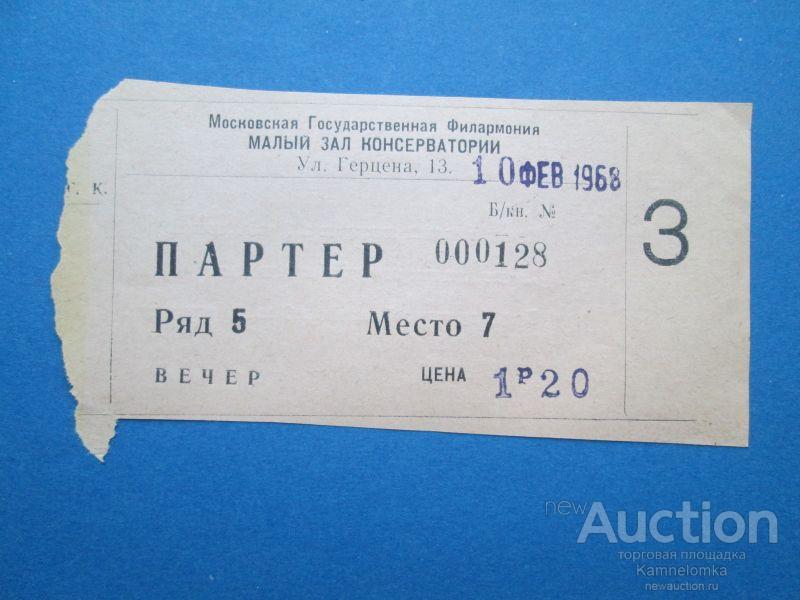 Московская Государственная Филармония
МАЛЫЙ ЗАЛ КОНСЕРВАТОРИИ
Ул. Герцена, 13.
10 ФЕВ 1968
Г. К.
Б/кн. №
ПАРТЕР 000128
3
Ряд 5 Место 7
ВЕЧЕР ЦЕНА 1Р20
newAuction
торговая площадка
Kamnelomka
newauction.ru